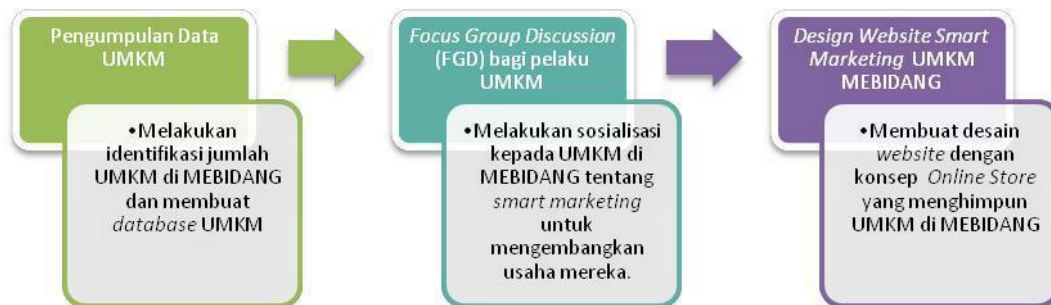 Pengumpulan Data
UMKM
•Melakukan
identifikasi jumlah
UMKM di MEBIDANG
dan membuat
database UMKM
Focus Group Discussion
(FGD) bagi pelaku
UMKM
•Melakukan sosialisasi
kepada UMKM di
MEBIDANG tentang
smart marketing
untuk
mengembangkan
usaha mereka.
Design Website Smart
Marketing UMKM
MEBIDANG
•Membuat desain
website dengan
konsep Online Store
yang menghimpun
UMKM di MEBIDANG